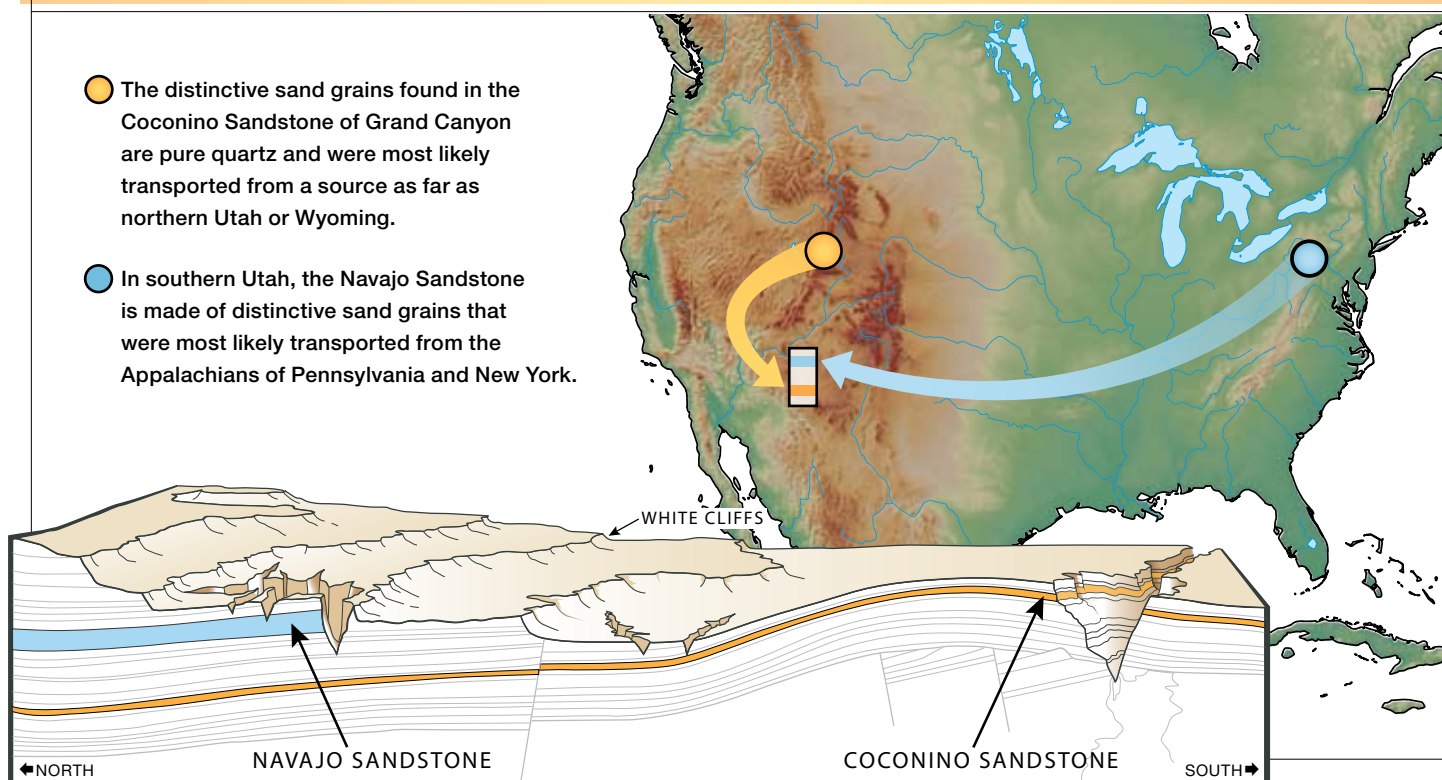 The distinctive sand grains found in the
Coconino Sandstone of Grand Canyon
are pure quartz and were most likely
transported from a source as far as
northern Utah or Wyoming.
In southern Utah, the Navajo Sandstone
is made of distinctive sand grains that
were most likely transported from the
Appalachians of Pennsylvania and New York.
WHITE CLIFFS
NAVAJO SANDSTONE
COCONINO SANDSTONE
NORTH
SOUTH